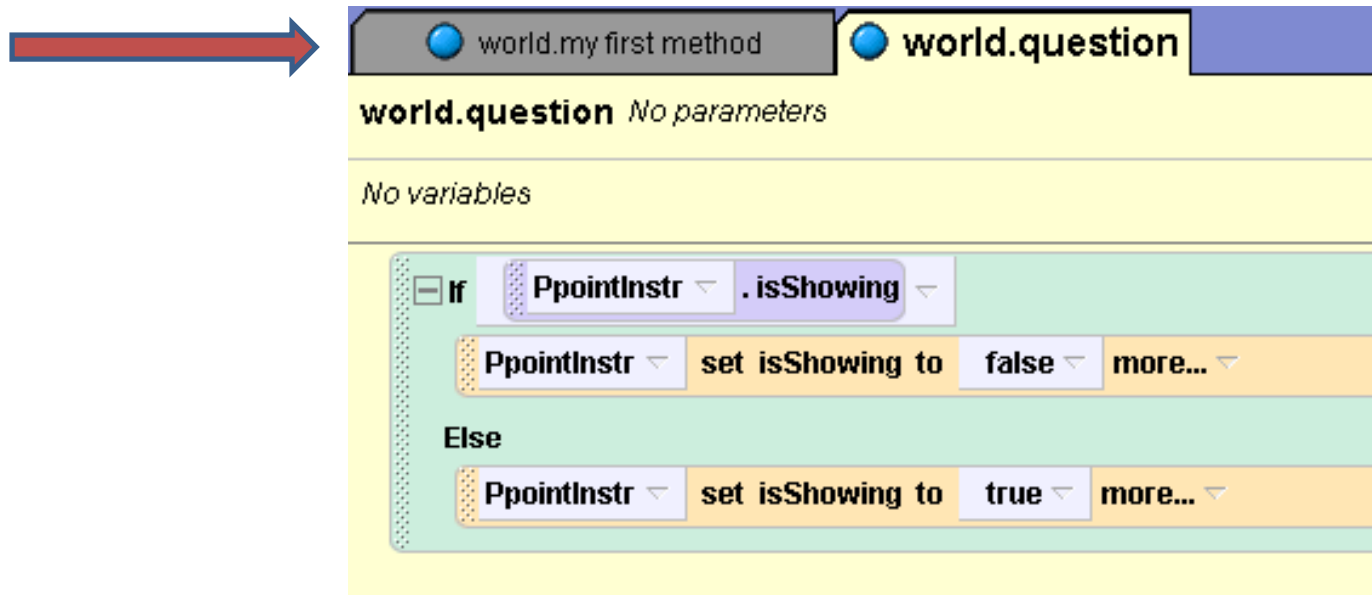 world.my first method world.question
world.question No parameters
No variables
If PpointInstr . isShowing
PpointInstr set isShowing to false more...
Else
PpointInstr set isShowing to true more...